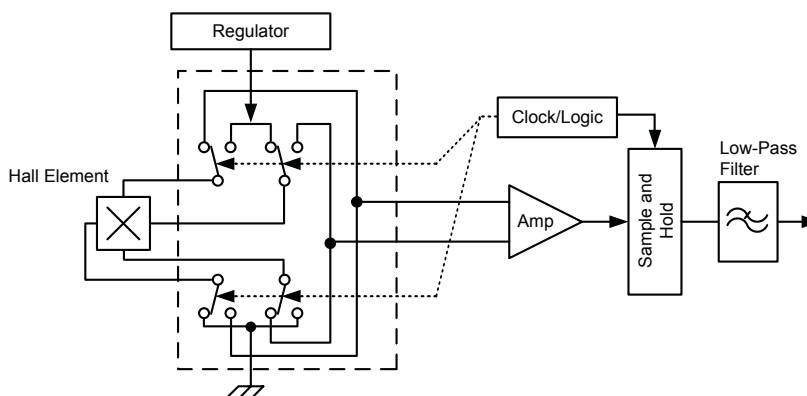 Regulator
Clock/Logic
Low-Pass
Filter
Hall Element
Amp
Sample and
Hold